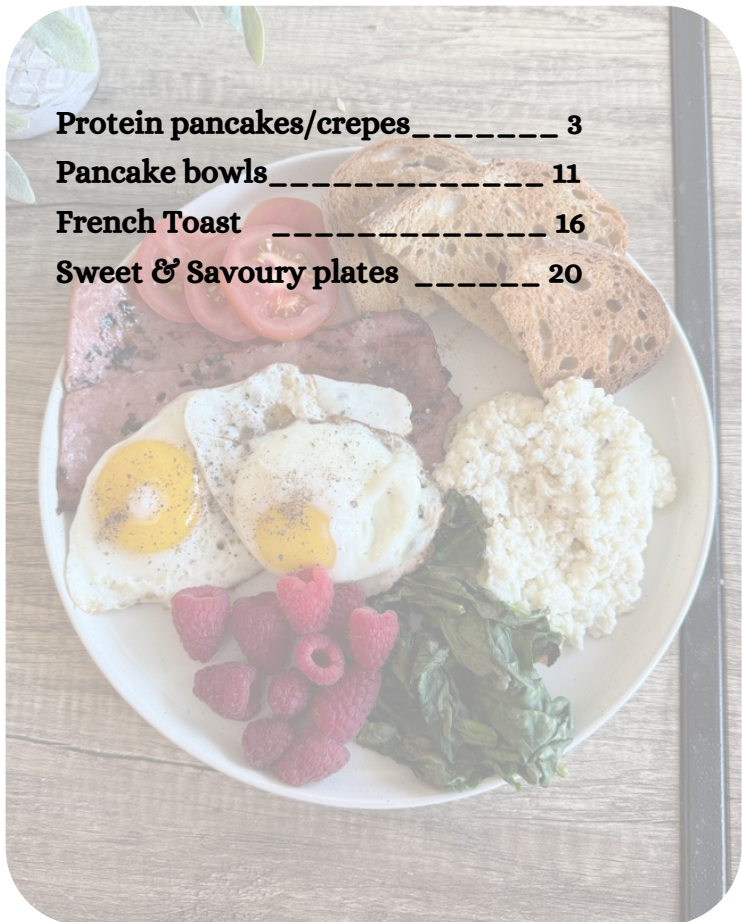 Protein pancakes/crepes_______ 3
Pancake bowls_____________ 11
French Toast _____________ 16
Sweet & Savoury plates ______ 20